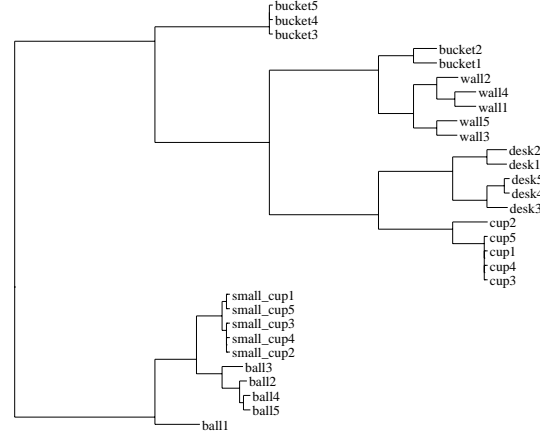 bucket5
bucket4
bucket3
bucket2
bucket1
wall2
wall4
wall1
wall5
wall3
desk2
desk1
desk5
desk4
desk3
cup2
cup5
cup1
cup4
cup3
small_cup1
small_cup5
small_cup3
small_cup4
small_cup2
ball3
ball2
ball4
ball5
ball1